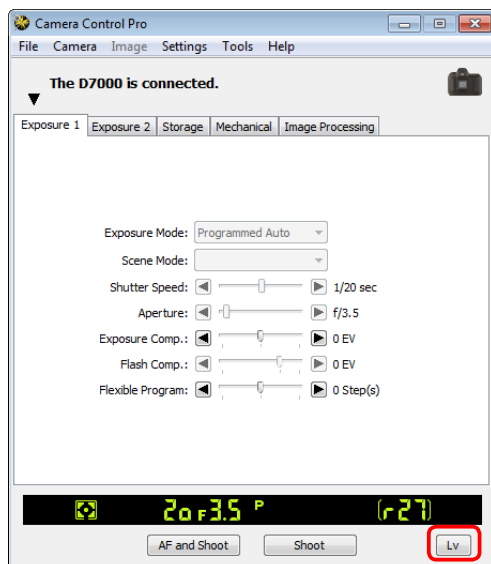 Camera Control Pro
File Camera Image Settings Tools Help
The D7000 is connected.
Exposure 1 Exposure 2 Storage Mechanical Image Processing
Exposure Mode: Programmed Auto
Scene Mode:
Shutter Speed: 1/20 sec
Aperture: f/3.5
Exposure Comp.: 0 EV
Flash Comp.: 0 EV
Flexible Program: 0 Step(s)
20 F3.5 P (r27)
AF and Shoot Shoot Lv